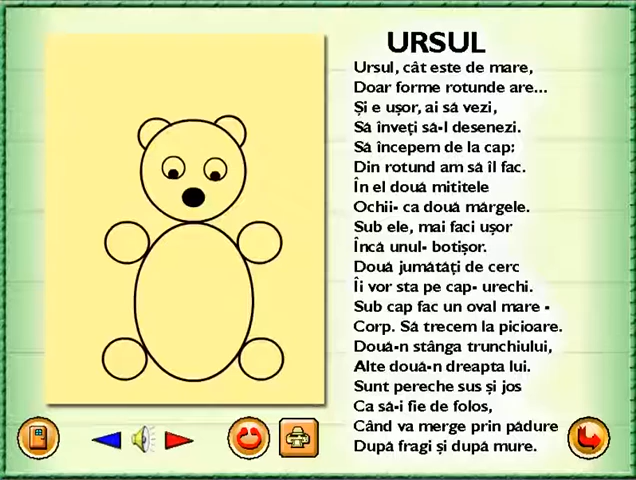 URSUL
Ursul, cât este de mare,
Doar forme rotunde are...
Și e ușor, ai să vezi,
Să înveți să-l desenezi.
Să începem de la cap:
Din rotund am să îl fac.
În el două mititele
Ochii- ca două mărgele.
Sub ele, mai faci ușor
Încă unul- botișor.
Două jumătăți de cerc
Îi vor sta pe cap- urechi.
Sub cap fac un oval mare -
Corp. Să trecem la picioare.
Două-n stânga trunchiului,
Alte două-n dreapta lui.
Sunt pereche sus și jos
Ca să-i fie de folos,
Când va merge prin pădure
După fragi și după mure.